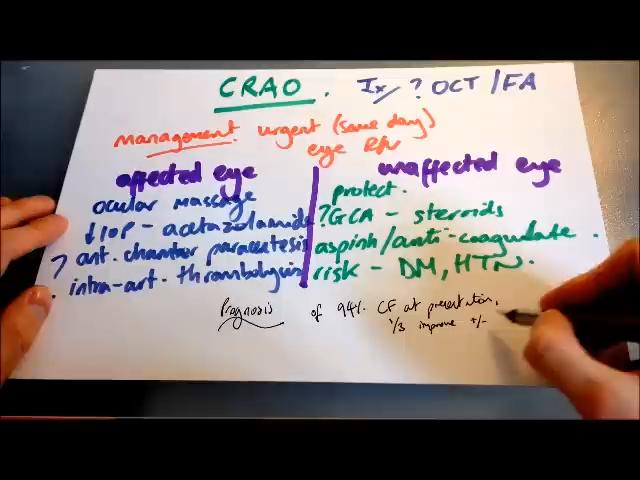 CRAO. Ix/ ? OCT / FA
management urgent (same day)
eye R/v
affected eye
ocular massage
↓ IOP - acetazolamide
? ant. chamber paracetesis
. intra-art. thrombolysis
unaffected eye
protect.
?GCA - steroids
aspirin/anti-coagulate.
risk - DM, HTN.
Prognosis of 94% CF at presentation,
1/3 improve +/-